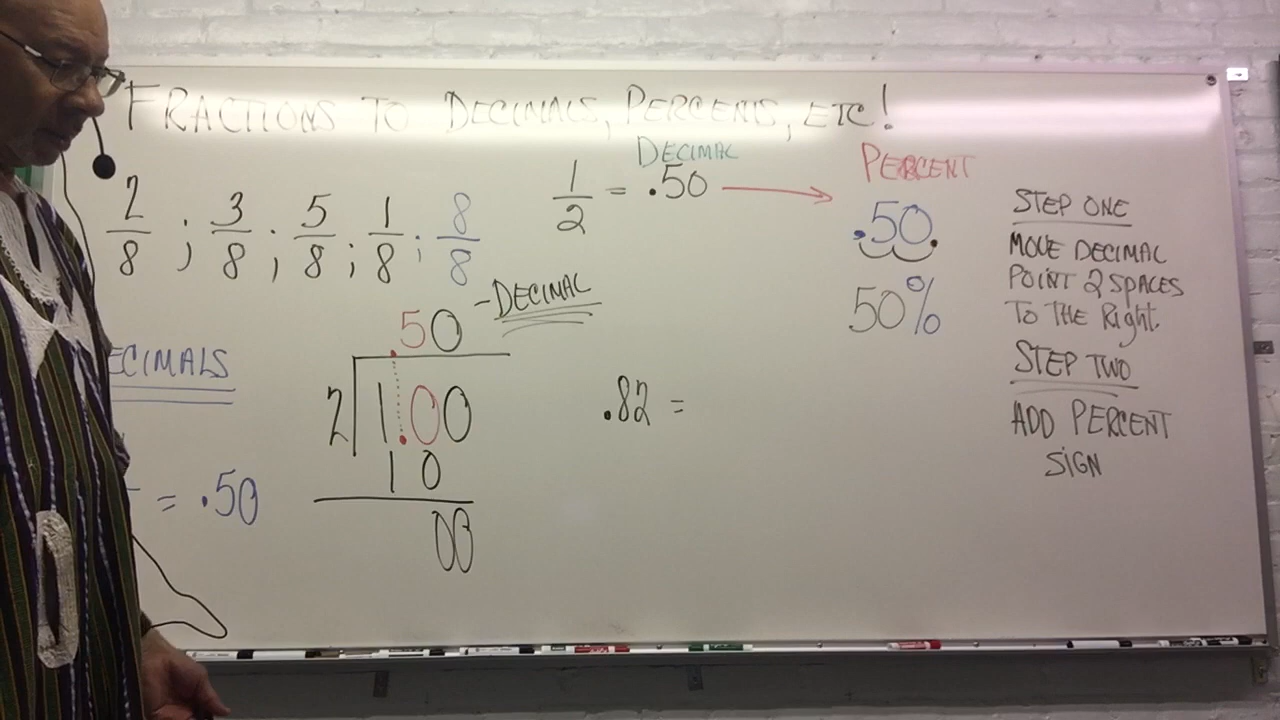 FRACTIONS TO DECIMALS, PERCENTS, ETC!
2/8 ; 3/8 ; 5/8 ; 1/8 ; 8/8
1/2 = .50
DECIMAL
PERCENT
.50.
50%
STEP ONE
MOVE DECIMAL
POINT 2 SPACES
TO THE Right.
STEP TWO
ADD PERCENT
SiGN
.50 - DECIMAL
2 1.00
10
00
ECIMALS
= .50
.82 =